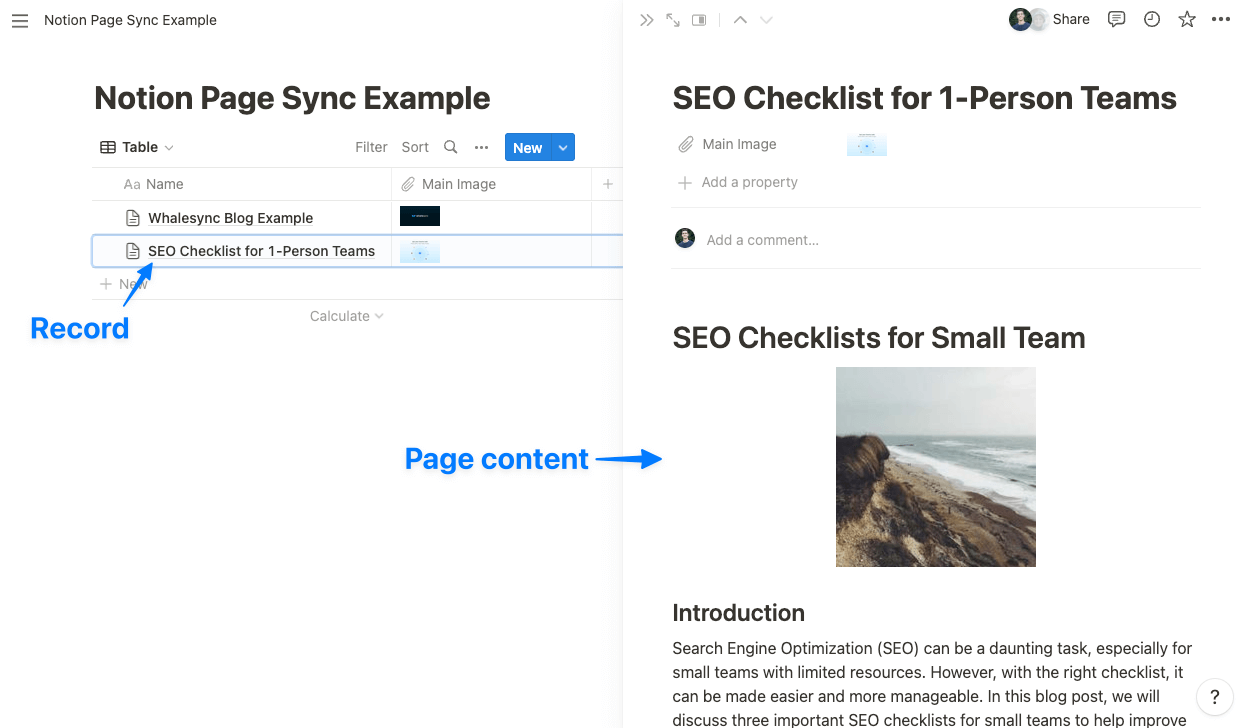 Notion Page Sync Example
Share
Notion Page Sync Example
Table
Filter Sort
New
Aa Name
Main Image
Whalesync Blog Example
SEO Checklist for 1-Person Teams
New
Calculate
Record
Page content
SEO Checklist for 1-Person Teams
Main Image
Add a property
Add a comment…
SEO Checklists for Small Team
Introduction
Search Engine Optimization (SEO) can be a daunting task, especially for
small teams with limited resources. However, with the right checklist, it
can be made easier and more manageable. In this blog post, we will
discuss three important SEO checklists for small teams to help improve
?